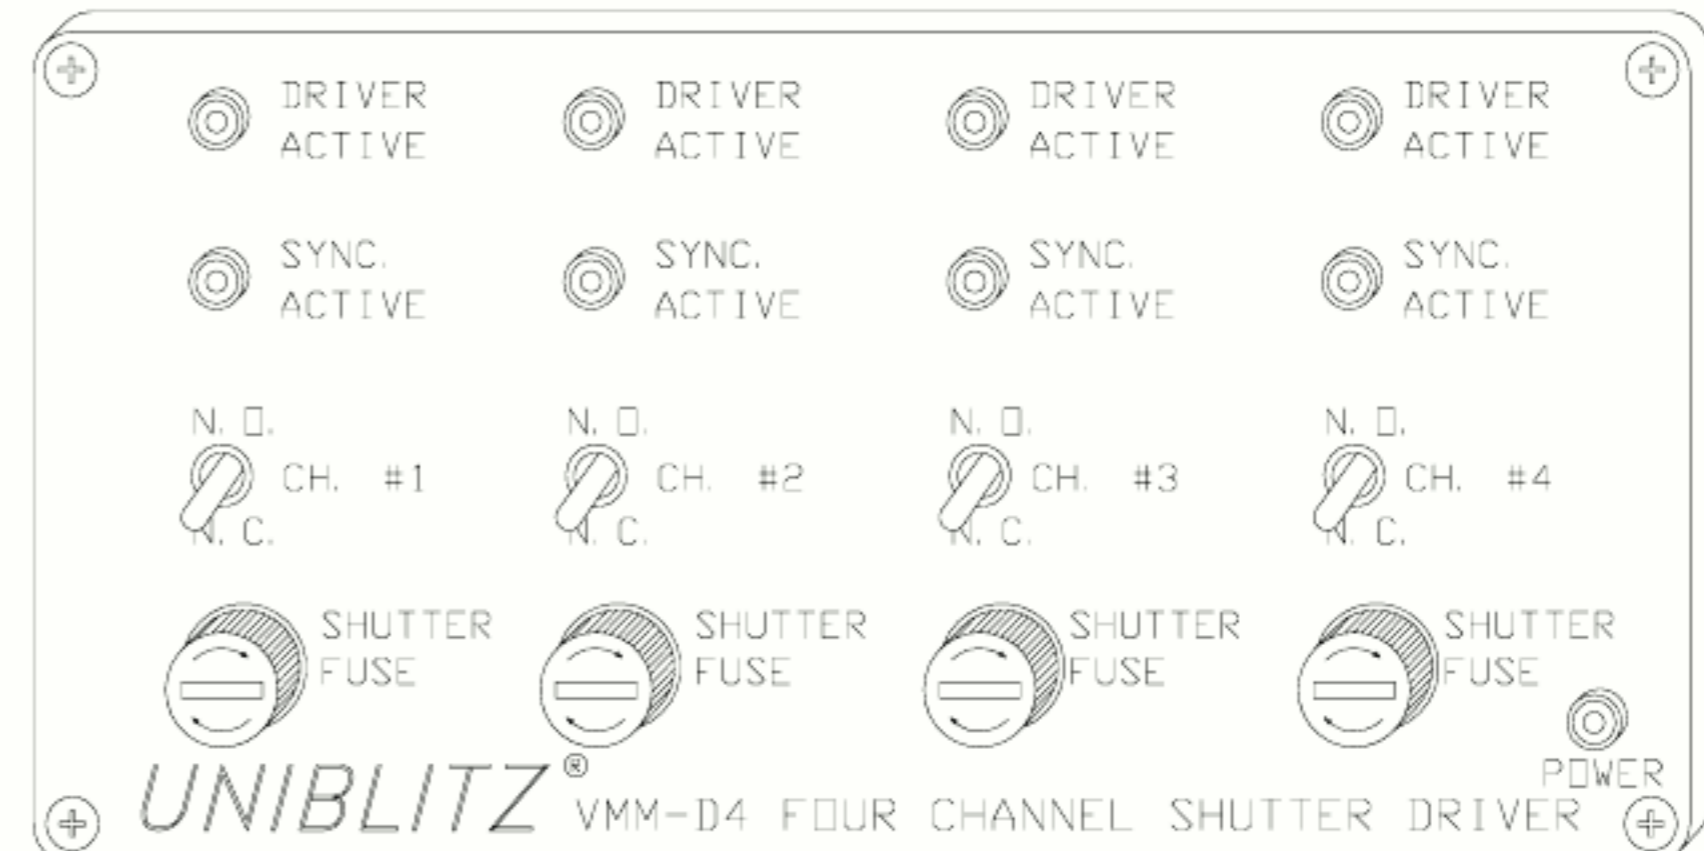 DRIVER ACTIVE DRIVER ACTIVE DRIVER ACTIVE DRIVER ACTIVE
SYNC. ACTIVE SYNC. ACTIVE SYNC. ACTIVE SYNC. ACTIVE
N.O. N.O. N.O. N.O.
CH. #1 CH. #2 CH. #3 CH. #4
N.C. N.C. N.C. N.C.
SHUTTER FUSE SHUTTER FUSE SHUTTER FUSE SHUTTER FUSE
POWER
UNIBLITZ® VMM-D4 FOUR CHANNEL SHUTTER DRIVER